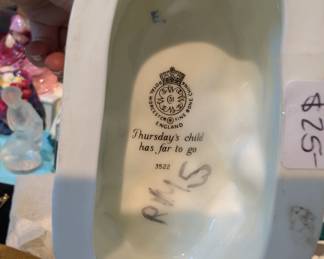 E.
ROYAL WORCESTER FINE BONE CHINA
ENGLAND
Thursday's child
has far to go
3522
$25-